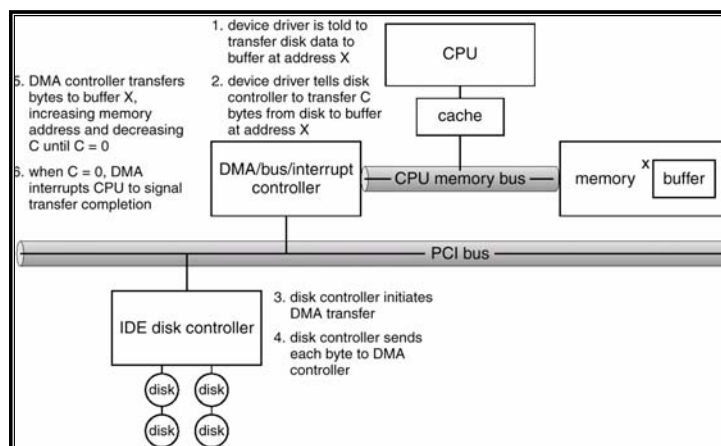 1. device driver is told to
transfer disk data to
buffer at address X
2. device driver tells disk
controller to transfer C
bytes from disk to buffer
at address X
5. DMA controller transfers
bytes to buffer X,
increasing memory
address and decreasing
C until C = 0
6. when C = 0, DMA
interrupts CPU to signal
transfer completion
CPU
cache
DMA/bus/interrupt
controller
CPU memory bus
memory
X
buffer
PCI bus
IDE disk controller
3. disk controller initiates
DMA transfer
4. disk controller sends
each byte to DMA
controller
disk
disk
disk
disk